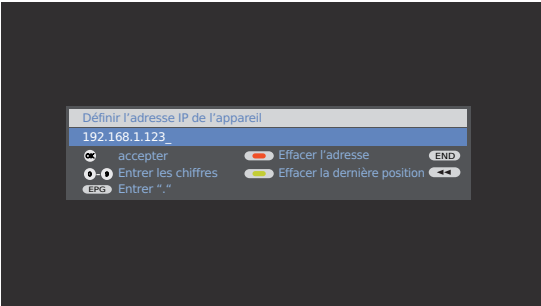 Définir l’adresse IP de l’appareil
192.168.1.123_
OK accepter Effacer l’adresse END
0-9 Entrer les chiffres Effacer la dernière position ◀◀
EPG Entrer “.“